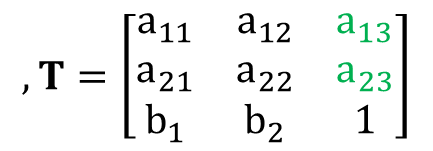 a₁₁ a₁₂ a₁₃
, T = a₂₁ a₂₂ a₂₃
b₁ b₂ 1